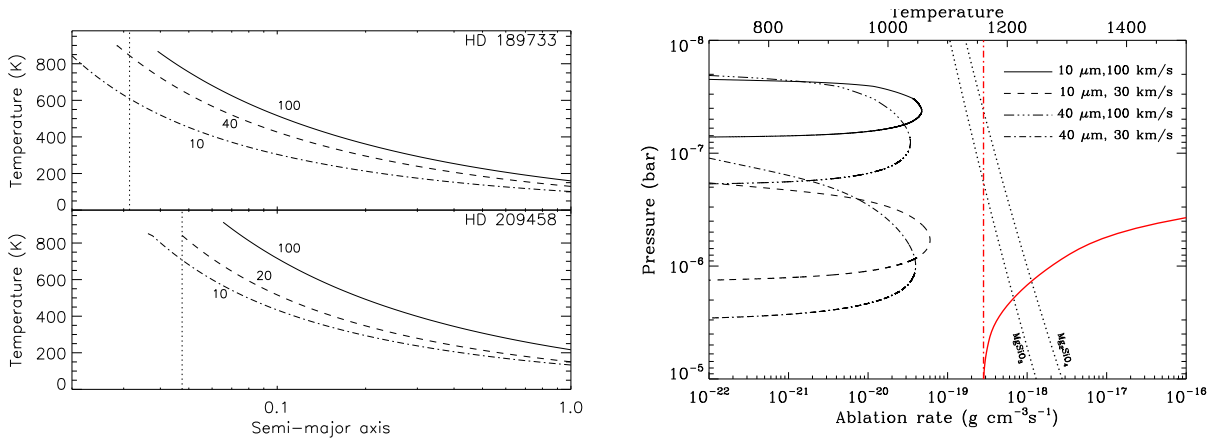 HD 189733
Temperature (K)
800
600
400
200
0
100
40
10
HD 209458
Temperature (K)
800
600
400
200
0
100
20
10
0.1
1.0
Semi-major axis
Temperature
800
1000
1200
1400
10⁻⁸
10⁻⁷
10⁻⁶
10⁻⁵
Pressure (bar)
10 μm,100 km/s
10 μm, 30 km/s
40 μm,100 km/s
40 μm, 30 km/s
MgSiO₃
Mg₂SiO₄
10⁻²²
10⁻²¹
10⁻²⁰
10⁻¹⁹
10⁻¹⁸
10⁻¹⁷
10⁻¹⁶
Ablation rate (g cm⁻³s⁻¹)